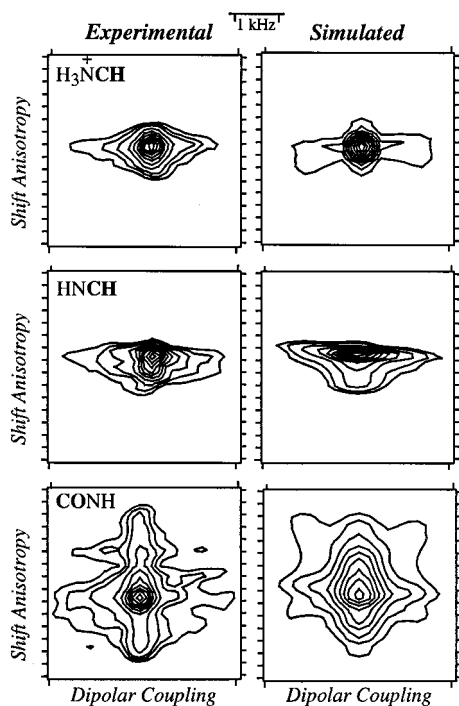 Experimental
1 kHz
Simulated
H₃N⁺CH
Shift Anisotropy
HNCH
Shift Anisotropy
CONH
Shift Anisotropy
Dipolar Coupling
Dipolar Coupling